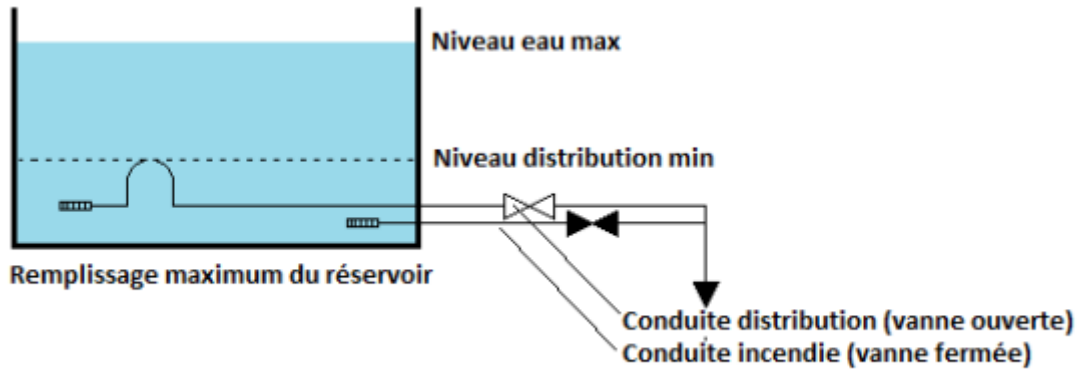 Niveau eau max
Niveau distribution min
Remplissage maximum du réservoir
Conduite distribution (vanne ouverte)
Conduite incendie (vanne fermée)